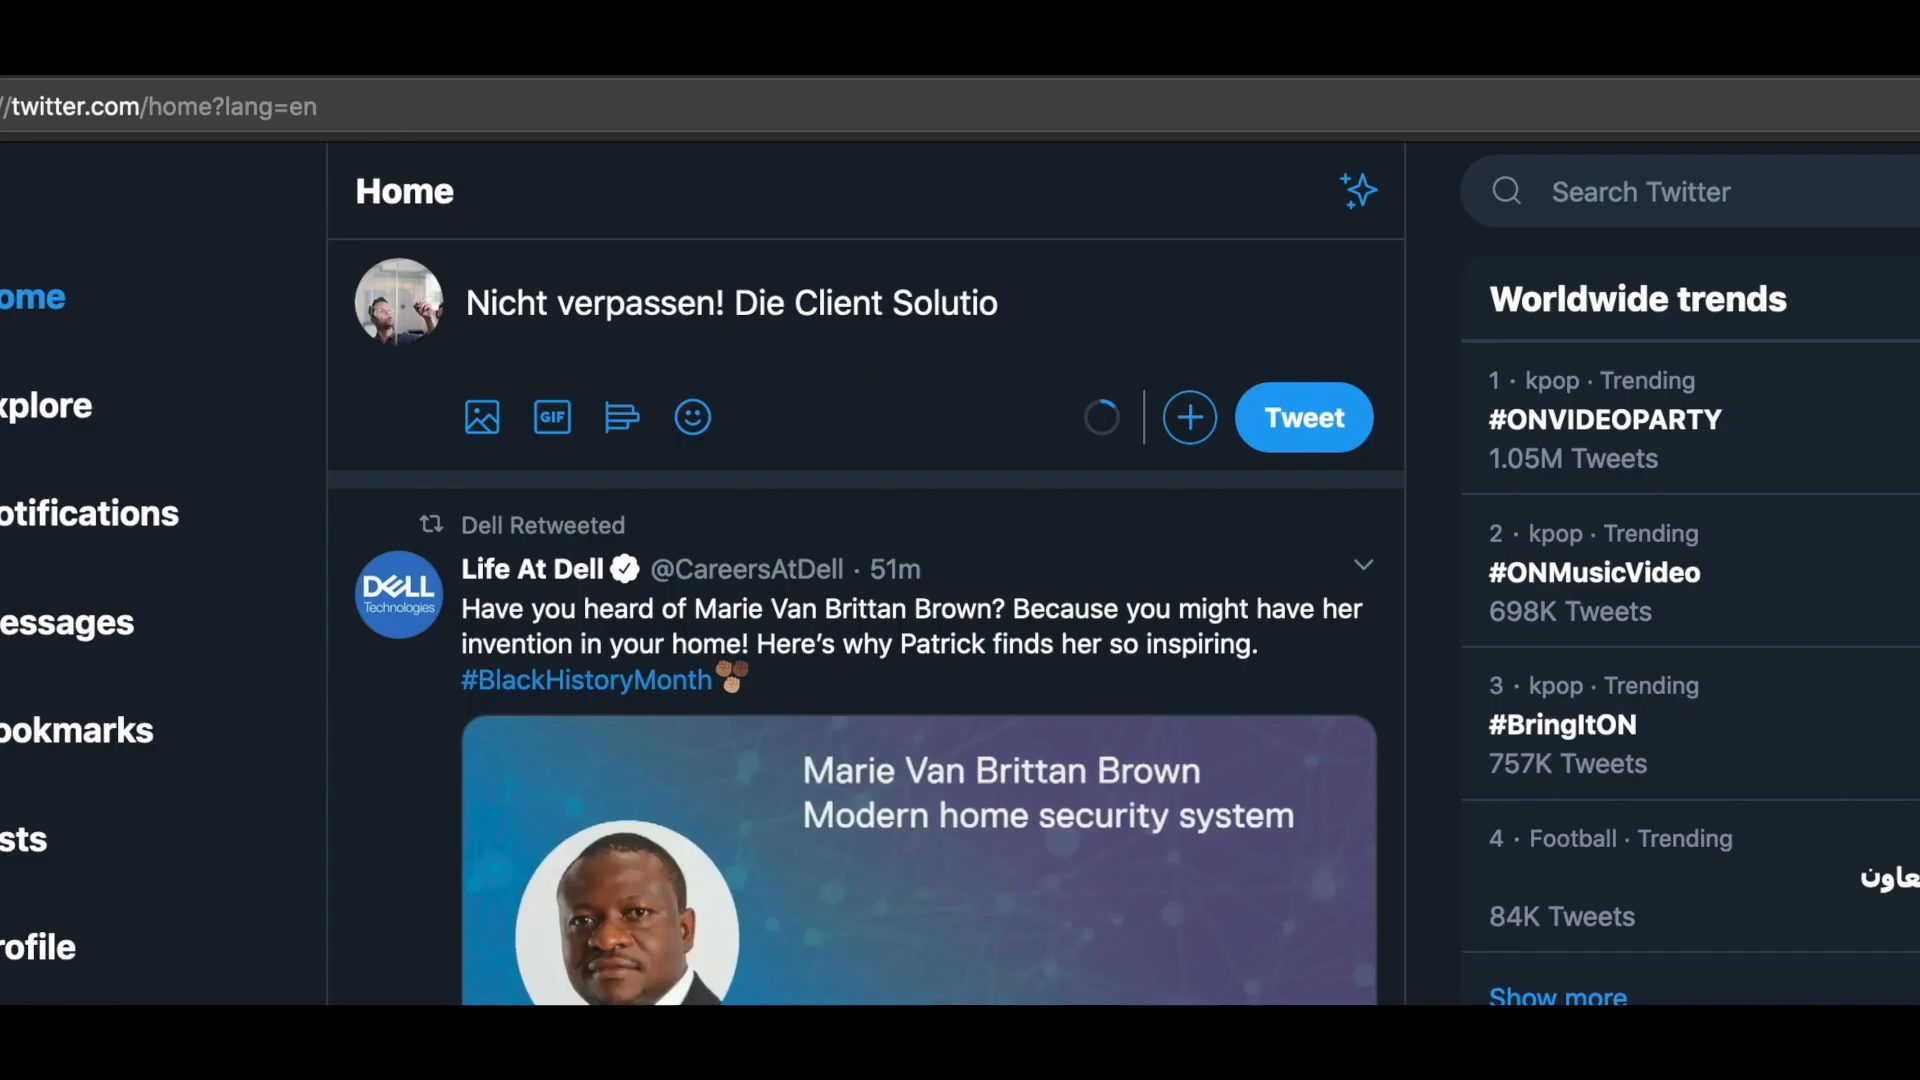 //twitter.com/home?lang=en
Home
Search Twitter
ome
Nicht verpassen! Die Client Solutio
Worldwide trends
xplore
GIF
Tweet
1 · kpop · Trending
#ONVIDEOPARTY
1.05M Tweets
otifications
Dell Retweeted
Life At Dell @CareersAtDell · 51m
DELL
Technologies
Have you heard of Marie Van Brittan Brown? Because you might have her
invention in your home! Here’s why Patrick finds her so inspiring.
#BlackHistoryMonth
2 · kpop · Trending
#ONMusicVideo
698K Tweets
essages
3 · kpop · Trending
#BringItON
757K Tweets
ookmarks
Marie Van Brittan Brown
Modern home security system
4 · Football · Trending
84K Tweets
sts
rofile
Show more